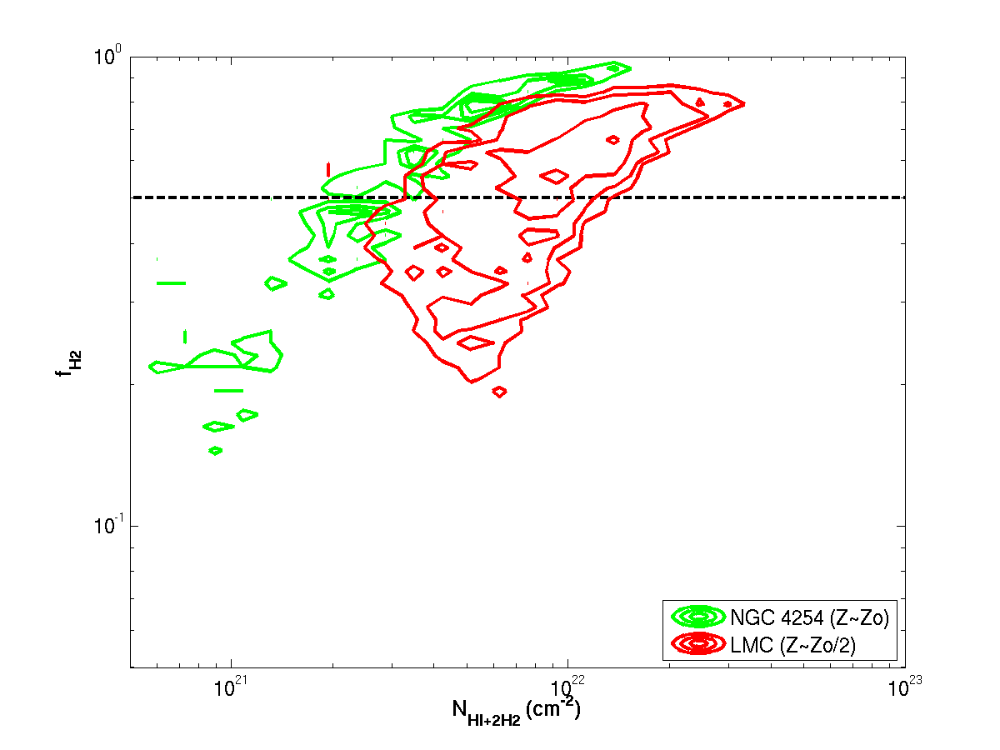 10^0
10^-1
f_H2
10^21
10^22
10^23
N_HI+2H2 (cm^-2)
NGC 4254 (Z~Zo)
LMC (Z~Zo/2)